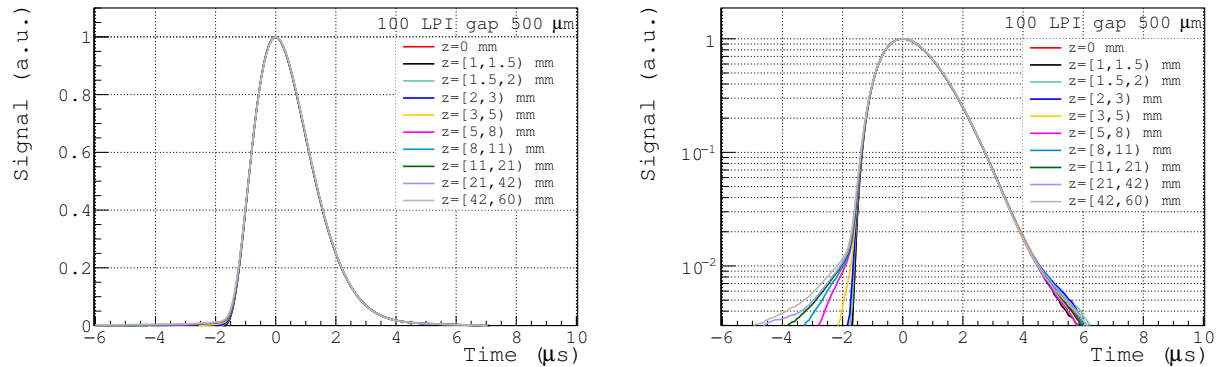 100 LPI gap 500 μm
Signal (a.u.)
1
0.8
0.6
0.4
0.2
0
z=0 mm
z=[1,1.5) mm
z=[1.5,2) mm
z=[2,3) mm
z=[3,5) mm
z=[5,8) mm
z=[8,11) mm
z=[11,21) mm
z=[21,42) mm
z=[42,60) mm
−6 −4 −2 0 2 4 6 8 10
Time (μs)
100 LPI gap 500 μm
Signal (a.u.)
1
10⁻¹
10⁻²
z=0 mm
z=[1,1.5) mm
z=[1.5,2) mm
z=[2,3) mm
z=[3,5) mm
z=[5,8) mm
z=[8,11) mm
z=[11,21) mm
z=[21,42) mm
z=[42,60) mm
−6 −4 −2 0 2 4 6 8 10
Time (μs)